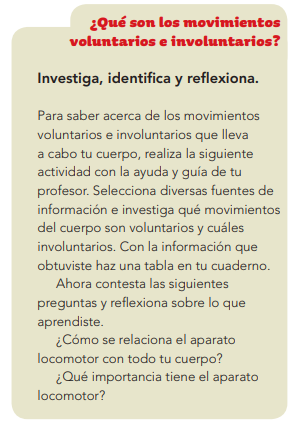 ¿Qué son los movimientos
voluntarios e involuntarios?
Investiga, identifica y reflexiona.
Para saber acerca de los movimientos
voluntarios e involuntarios que lleva
a cabo tu cuerpo, realiza la siguiente
actividad con la ayuda y guía de tu
profesor. Selecciona diversas fuentes de
información e investiga qué movimientos
del cuerpo son voluntarios y cuáles
involuntarios. Con la información que
obtuviste haz una tabla en tu cuaderno.
Ahora contesta las siguientes
preguntas y reflexiona sobre lo que
aprendiste.
¿Cómo se relaciona el aparato
locomotor con todo tu cuerpo?
¿Qué importancia tiene el aparato
locomotor?